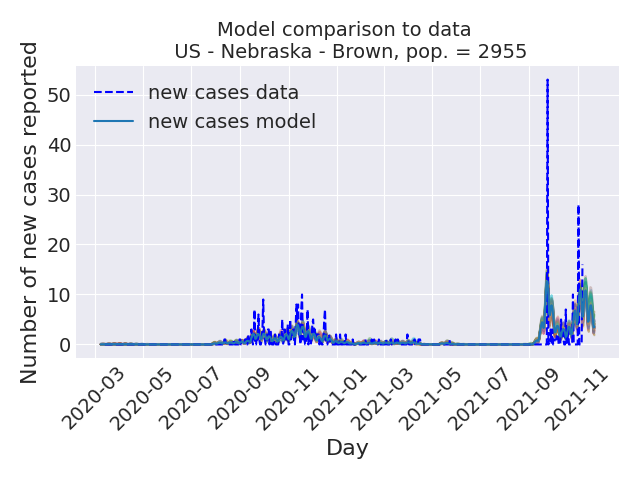 Model comparison to data
US - Nebraska - Brown, pop. = 2955
Number of new cases reported
50
40
30
20
10
0
new cases data
new cases model
2020-03
2020-05
2020-07
2020-09
2020-11
2021-01
2021-03
2021-05
2021-07
2021-09
2021-11
Day